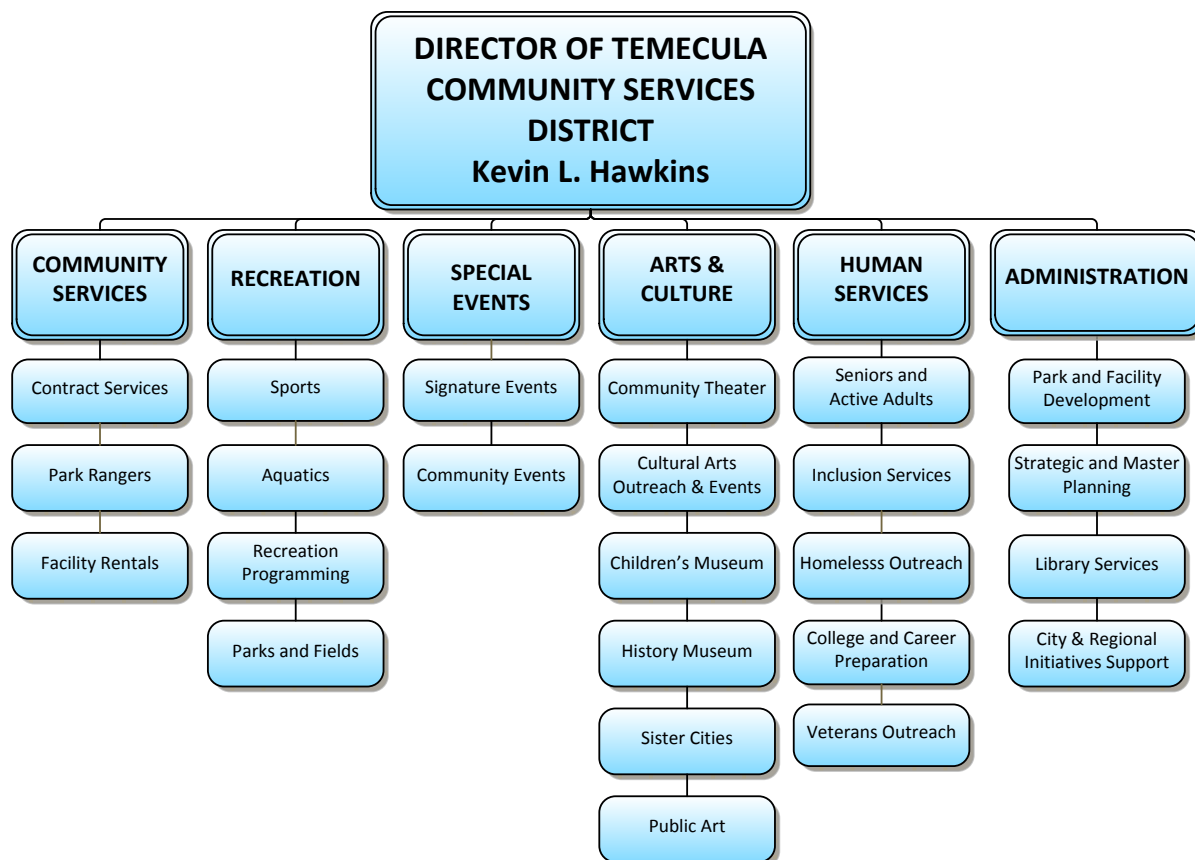 DIRECTOR OF TEMECULA
COMMUNITY SERVICES
DISTRICT
Kevin L. Hawkins
COMMUNITY
SERVICES
Contract Services
Park Rangers
Facility Rentals
RECREATION
Sports
Aquatics
Recreation
Programming
Parks and Fields
SPECIAL
EVENTS
Signature Events
Community Events
ARTS &
CULTURE
Community Theater
Cultural Arts
Outreach & Events
Children's Museum
History Museum
Sister Cities
Public Art
HUMAN
SERVICES
Seniors and
Active Adults
Inclusion Services
Homelesss Outreach
College and Career
Preparation
Veterans Outreach
ADMINISTRATION
Park and Facility
Development
Strategic and Master
Planning
Library Services
City & Regional
Initiatives Support